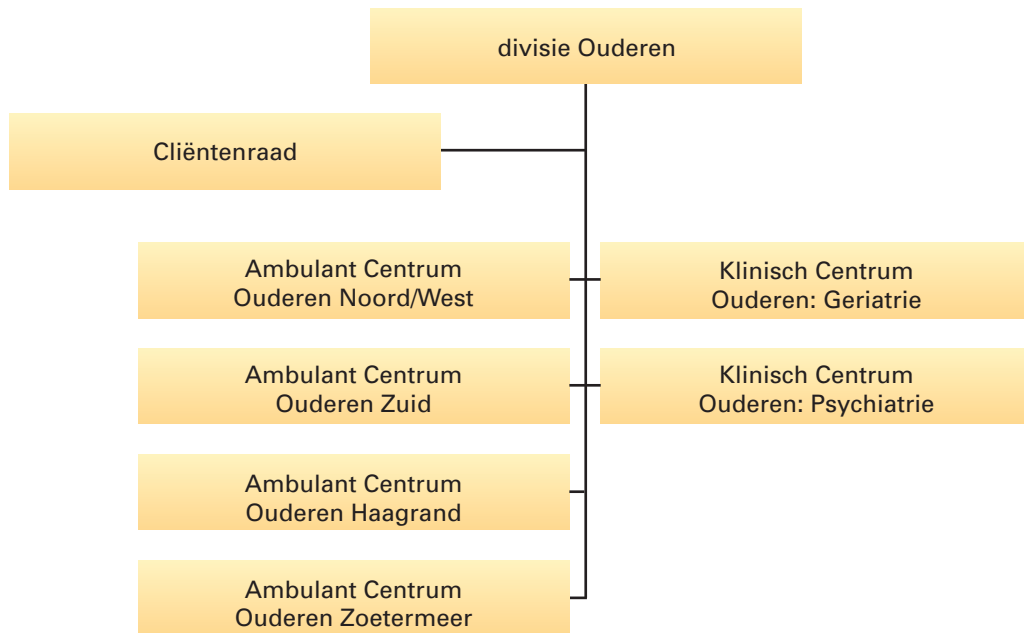 divisie Ouderen
Cliëntenraad
Ambulant Centrum
Ouderen Noord/West
Klinisch Centrum
Ouderen: Geriatrie
Ambulant Centrum
Ouderen Zuid
Klinisch Centrum
Ouderen: Psychiatrie
Ambulant Centrum
Ouderen Haagrand
Ambulant Centrum
Ouderen Zoetermeer